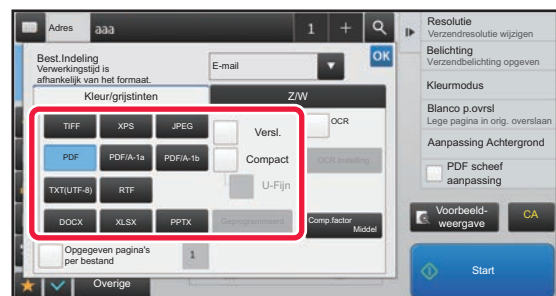 Adres
aaa
1
+
Resolutie
Verzendresolutie wijzigen
Best.Indeling
Verwerkingstijd is
afhankelijk van het formaat.
E-mail
OK
Belichting
Verzendbelichting opgeven
Kleur/grijstinten
Z/W
Kleurmodus
TIFF
XPS
JPEG
Versl.
OCR
Blanco p.ovrsl
Lege pagina in orig. overslaan
PDF
PDF/A-1a
PDF/A-1b
Compact
OCR Instelling
Aanpassing Achtergrond
TXT(UTF-8)
RTF
U-Fijn
PDF scheef
aanpassing
DOCX
XLSX
PPTX
Geprogrammeerd
Comp.factor
Middel
Voorbeeld-
weergave
CA
Opgegeven pagina's
per bestand
1
Overige
Start